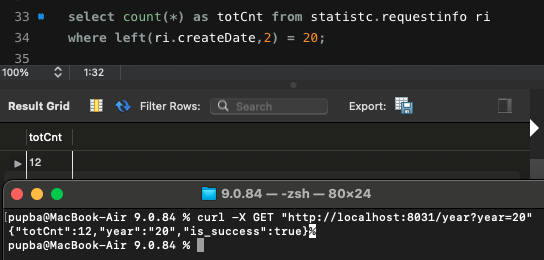 33 select count(*) as totCnt from statistc.requestinfo ri
34 where left(ri.createDate,2) = 20;
35
100% 1:32
Result Grid Filter Rows: Search Export:
totCnt
12
9.0.84 — -zsh — 80×24
[pupba@MacBook-Air 9.0.84 % curl -X GET "http://localhost:8031/year?year=20"
{"totCnt":12,"year":"20","is_success":true}%
pupba@MacBook-Air 9.0.84 %